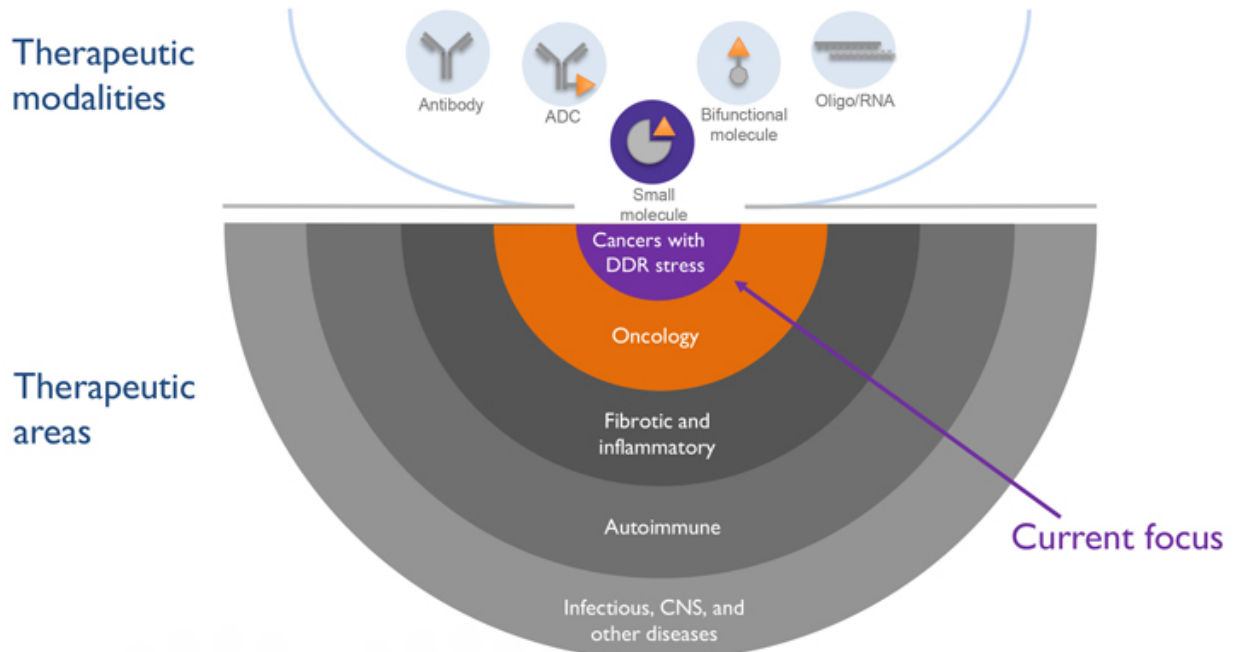 Therapeutic
modalities
Antibody
ADC
Small
molecule
Bifunctional
molecule
Oligo/RNA
Therapeutic
areas
Cancers with
DDR stress
Oncology
Fibrotic and
inflammatory
Autoimmune
Infectious, CNS, and
other diseases
Current focus